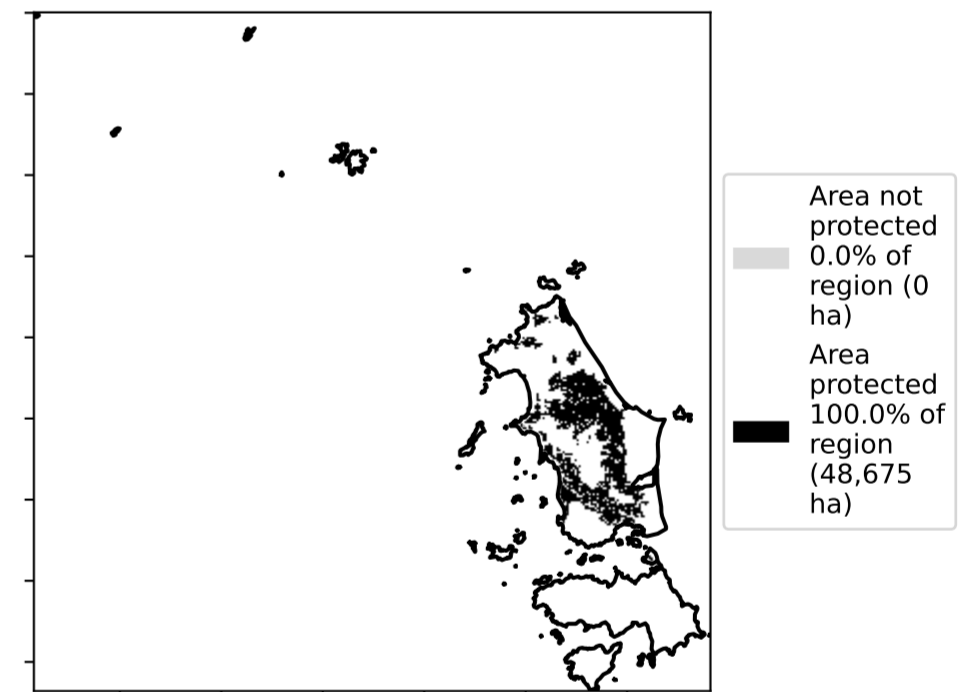 Area not
protected
0.0% of
region (0
ha)
Area
protected
100.0% of
region
(48,675
ha)